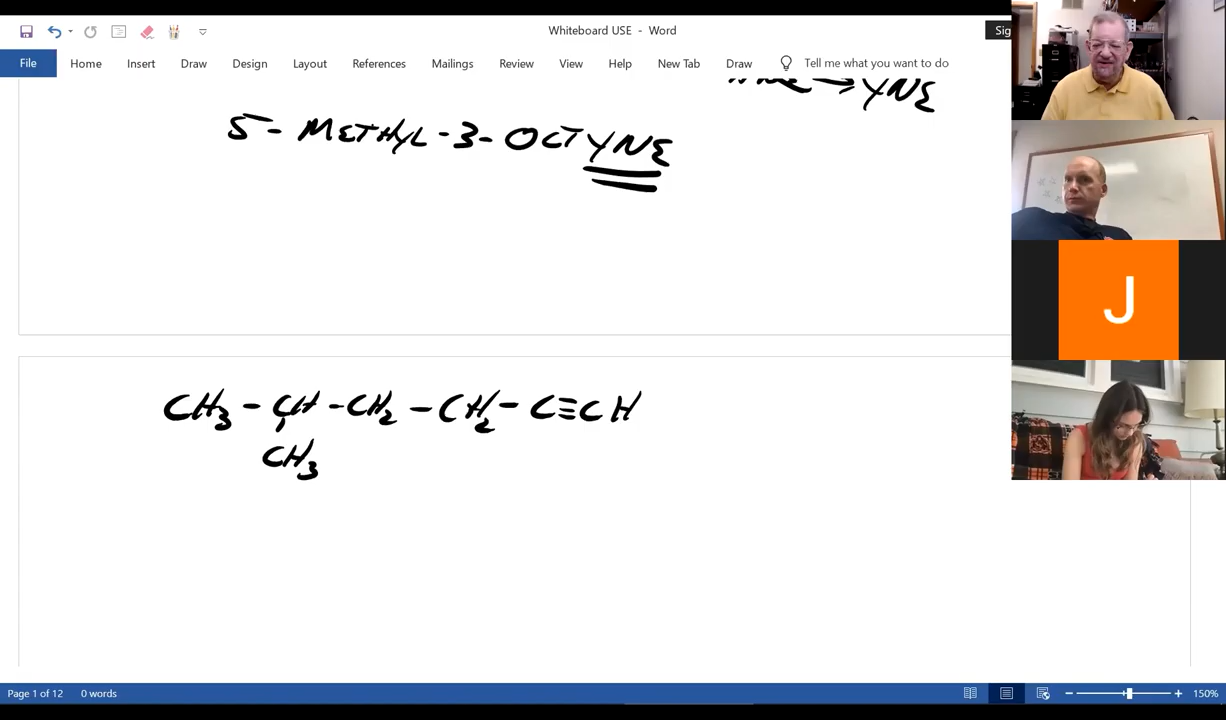 Whiteboard USE - Word
Sig
File Home Insert Draw Design Layout References Mailings Review View Help New Tab Draw Tell me what you want to do
→ YNE
5- METHYL-3-OCTYNE
CH3 - CH - CH2 - CH2 - C≡CH
CH3
J
Page 1 of 12 0 words
150%